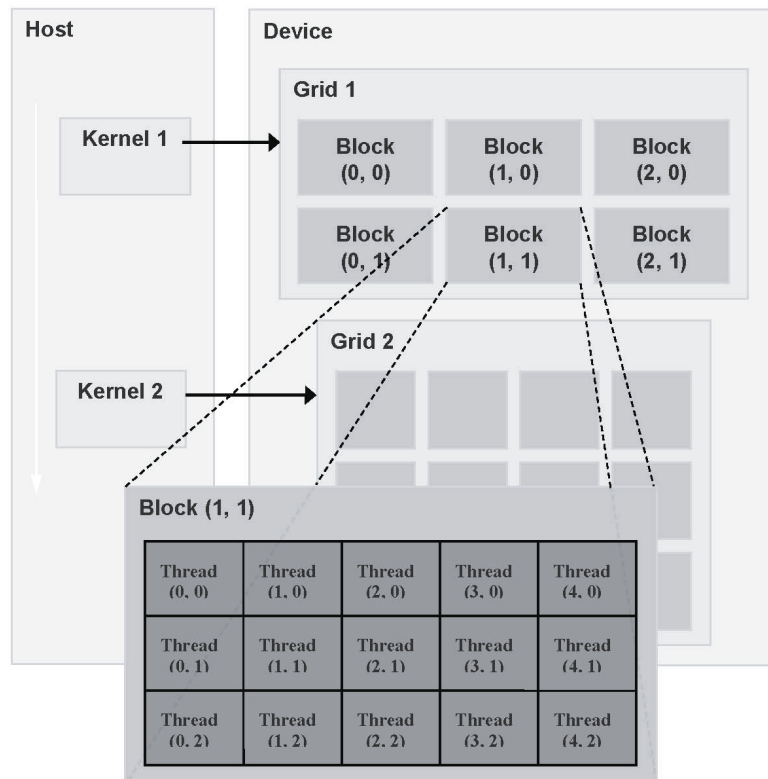 Host
Device
Grid 1
Kernel 1
Block
(0, 0)
Block
(1, 0)
Block
(2, 0)
Block
(0, 1)
Block
(1, 1)
Block
(2, 1)
Grid 2
Kernel 2
Block (1, 1)
Thread
(0, 0)
Thread
(1, 0)
Thread
(2, 0)
Thread
(3, 0)
Thread
(4, 0)
Thread
(0, 1)
Thread
(1, 1)
Thread
(2, 1)
Thread
(3, 1)
Thread
(4, 1)
Thread
(0, 2)
Thread
(1, 2)
Thread
(2, 2)
Thread
(3, 2)
Thread
(4, 2)